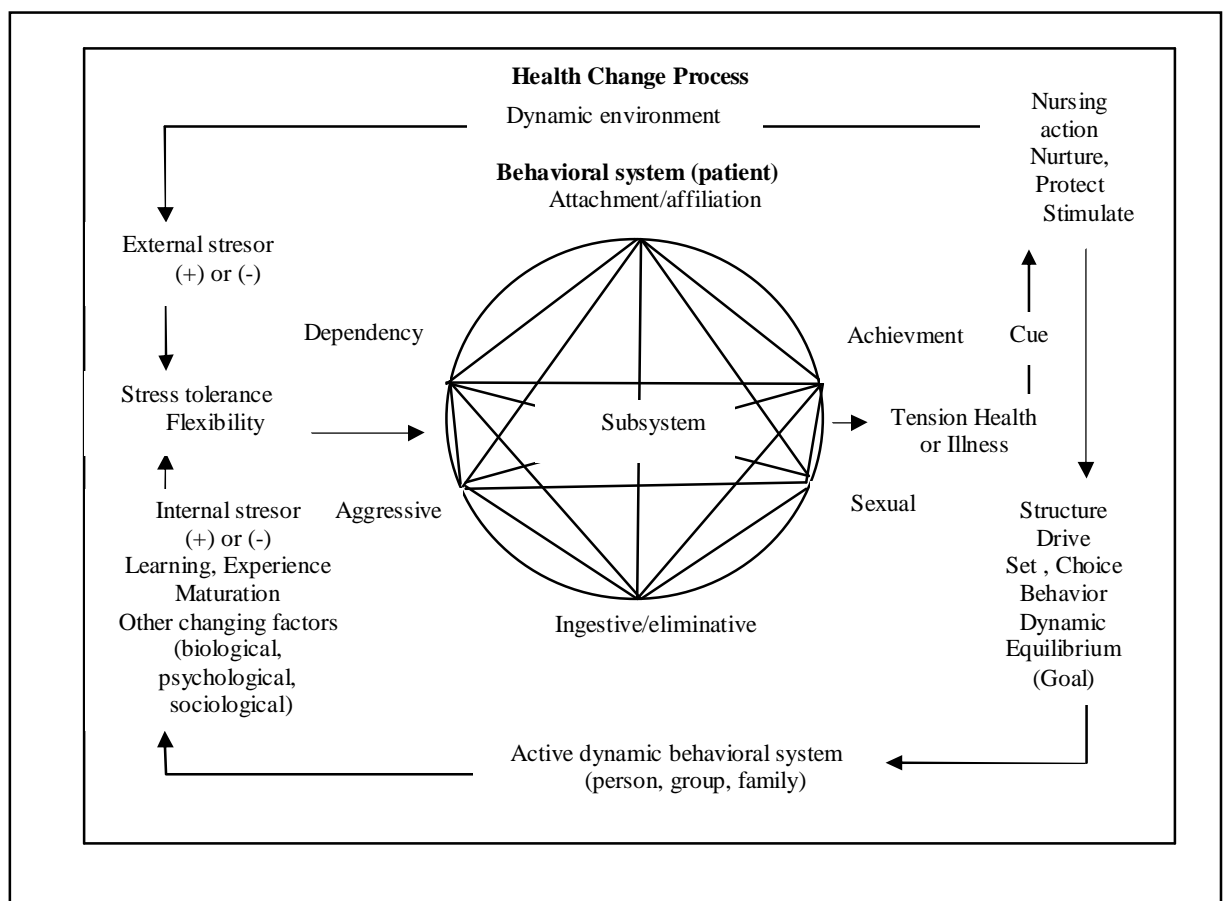 Health Change Process
Dynamic environment
Nursing
action
Nurture,
Protect
Stimulate
Behavioral system (patient)
Attachment/affiliation
External stresor
(+) or (-)
Dependency
Achievment
Cue
Stress tolerance
Flexibility
Subsystem
Tension Health
or Illness
Internal stresor
(+) or (-)
Learning, Experience
Maturation
Other changing factors
(biological,
psychological,
sociological)
Aggressive
Sexual
Structure
Drive
Set , Choice
Behavior
Dynamic
Equilibrium
(Goal)
Ingestive/eliminative
Active dynamic behavioral system
(person, group, family)